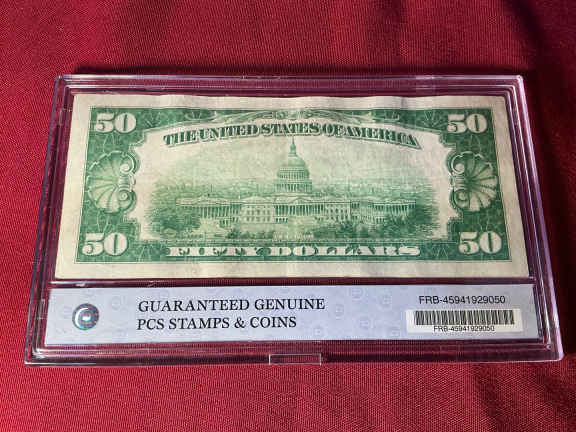 50 50
THE UNITED STATES OF AMERICA
50 50
FIFTY DOLLARS
GUARANTEED GENUINE
PCS STAMPS & COINS
FRB-45941929050
FRB-45941929050